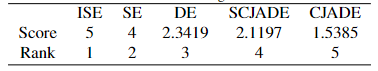 ISE SE DE SCJADE CJADE
Score 5 4 2.3419 2.1197 1.5385
Rank 1 2 3 4 5